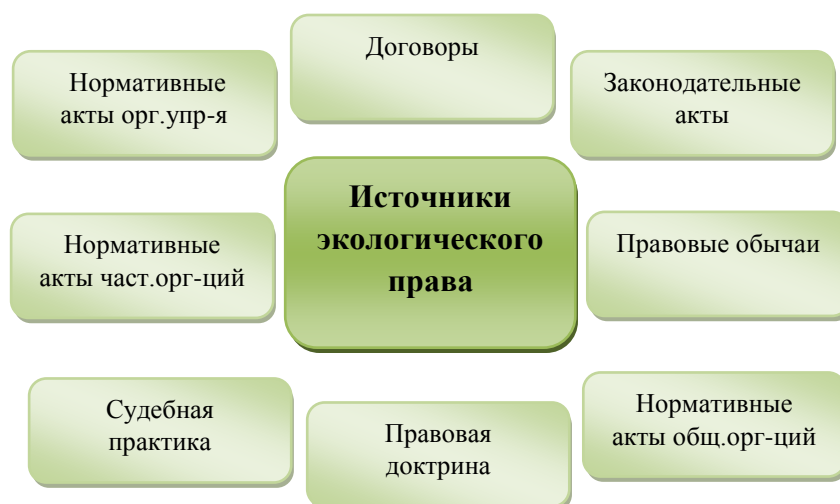 Договоры
Нормативные
акты орг.упр-я
Законодательные
акты
Источники
экологического
права
Нормативные
акты част.орг-ций
Правовые обычаи
Судебная
практика
Правовая
доктрина
Нормативные
акты общ.орг-ций